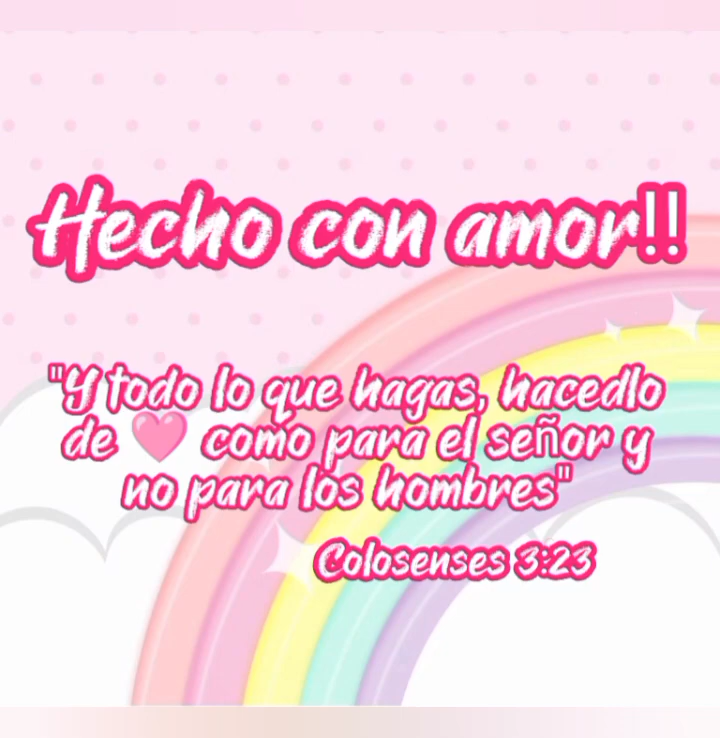 Hecho con amor!!
"Y todo lo que hagas, hacedlo
de 🩷 como para el señor y
no para los hombres"
Colosenses 3:23